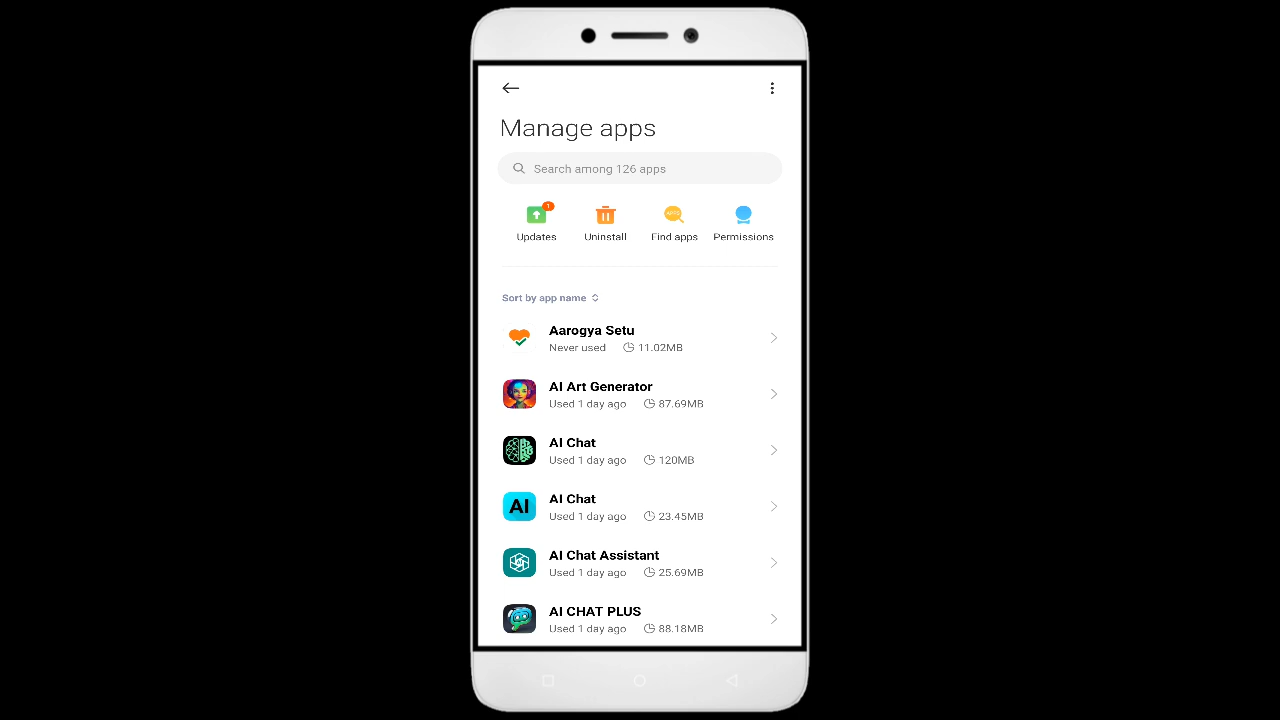 Manage apps
Search among 126 apps
1
APPS
Updates Uninstall Find apps Permissions
Sort by app name
Aarogya Setu
Never used 11.02MB
AI Art Generator
Used 1 day ago 87.69MB
AI Chat
Used 1 day ago 120MB
AI
AI Chat
Used 1 day ago 23.45MB
AI Chat Assistant
Used 1 day ago 25.69MB
AI CHAT PLUS
Used 1 day ago 88.18MB